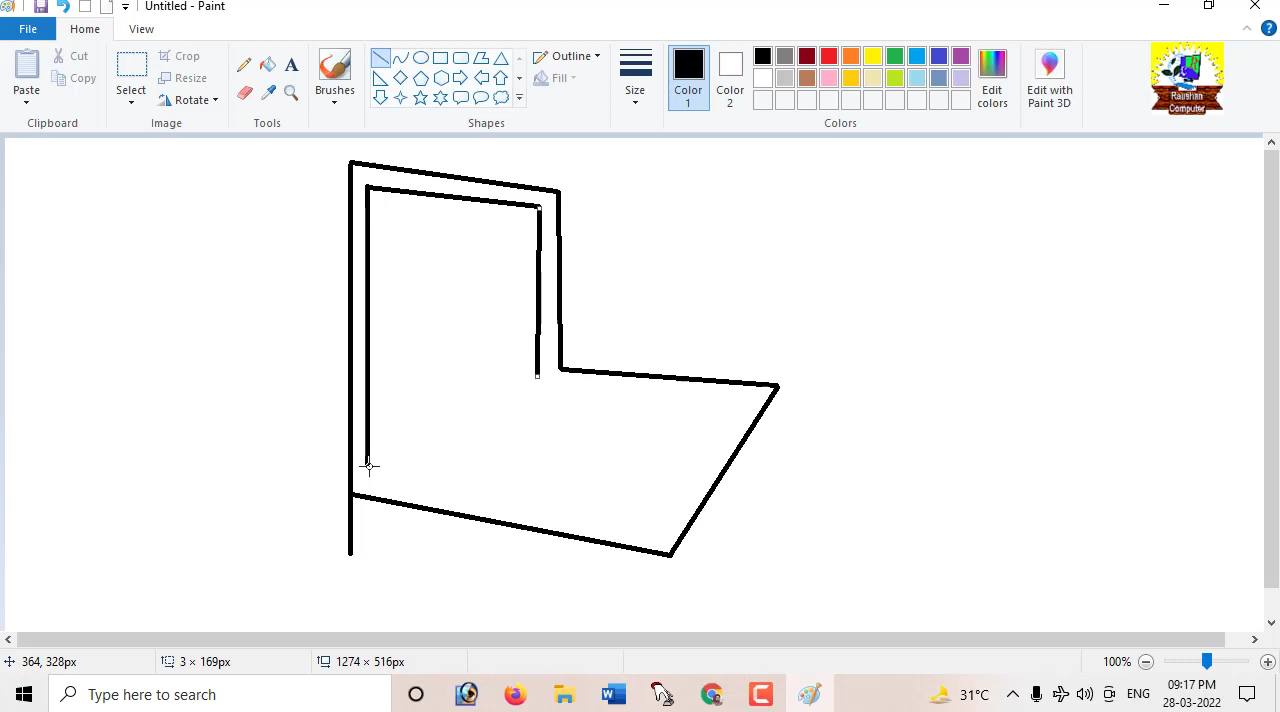 Untitled - Paint
File
Home
View
Paste
Cut
Copy
Clipboard
Select
Crop
Resize
Rotate
Image
A
Tools
Brushes
Outline
Fill
Shapes
Size
Color 1
Color 2
Edit colors
Colors
Edit with Paint 3D
Raushan
Computer
364, 328px
3 × 169px
1274 × 516px
100%
Type here to search
31°C
ENG
09:17 PM
28-03-2022